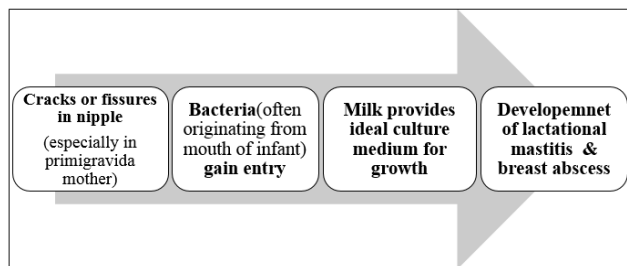 Cracks or fissures
in nipple
(especially in
primigravida
mother)
Bacteria(often
originating from
mouth of infant)
gain entry
Milk provides
ideal culture
medium for
growth
Developemnet
of lactational
mastitis &
breast abscess